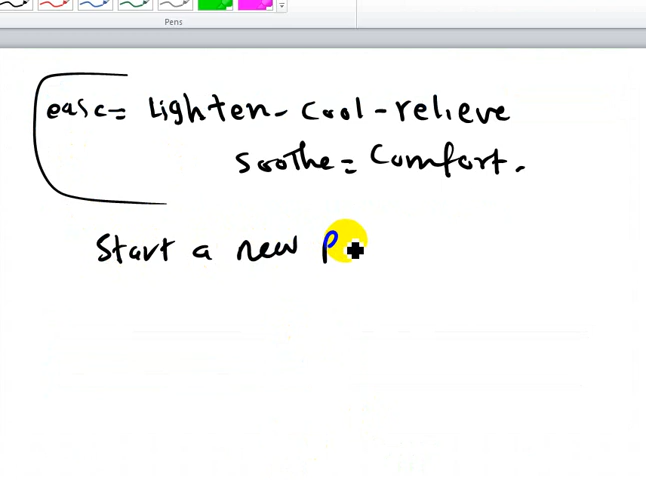 Pens
ease = Lighten - Cool - relieve
Soothe = Comfort.
Start a new P